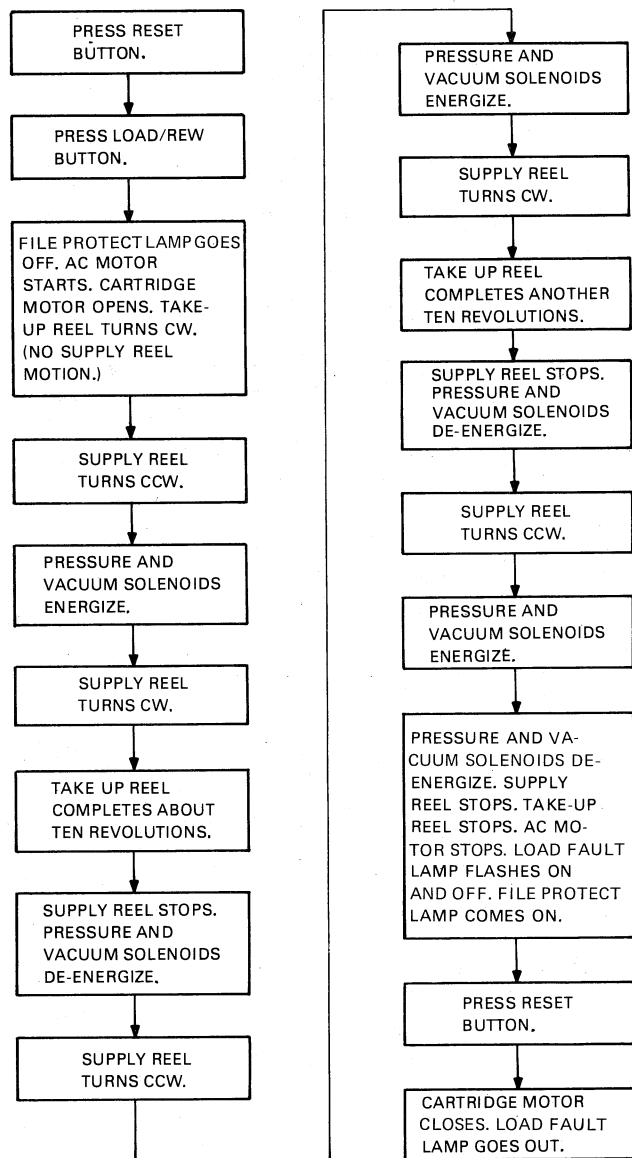 PRESS RESET
BUTTON.
PRESS LOAD/REW
BUTTON.
FILE PROTECT LAMP GOES
OFF. AC MOTOR
STARTS. CARTRIDGE
MOTOR OPENS. TAKE-
UP REEL TURNS CW.
(NO SUPPLY REEL
MOTION.)
SUPPLY REEL
TURNS CCW.
PRESSURE AND
VACUUM SOLENOIDS
ENERGIZE.
SUPPLY REEL
TURNS CW.
TAKE UP REEL
COMPLETES ABOUT
TEN REVOLUTIONS.
SUPPLY REEL STOPS.
PRESSURE AND
VACUUM SOLENOIDS
DE-ENERGIZE.
SUPPLY REEL
TURNS CCW.
PRESSURE AND
VACUUM SOLENOIDS
ENERGIZE.
SUPPLY REEL
TURNS CW.
TAKE UP REEL
COMPLETES ANOTHER
TEN REVOLUTIONS.
SUPPLY REEL STOPS.
PRESSURE AND
VACUUM SOLENOIDS
DE-ENERGIZE.
SUPPLY REEL
TURNS CCW.
PRESSURE AND
VACUUM SOLENOIDS
ENERGIZE.
PRESSURE AND VA-
CUUM SOLENOIDS DE-
ENERGIZE. SUPPLY
REEL STOPS. TAKE-UP
REEL STOPS. AC MO-
TOR STOPS. LOAD FAULT
LAMP FLASHES ON
AND OFF. FILE PROTECT
LAMP COMES ON.
PRESS RESET
BUTTON.
CARTRIDGE MOTOR
CLOSES. LOAD FAULT
LAMP GOES OUT.